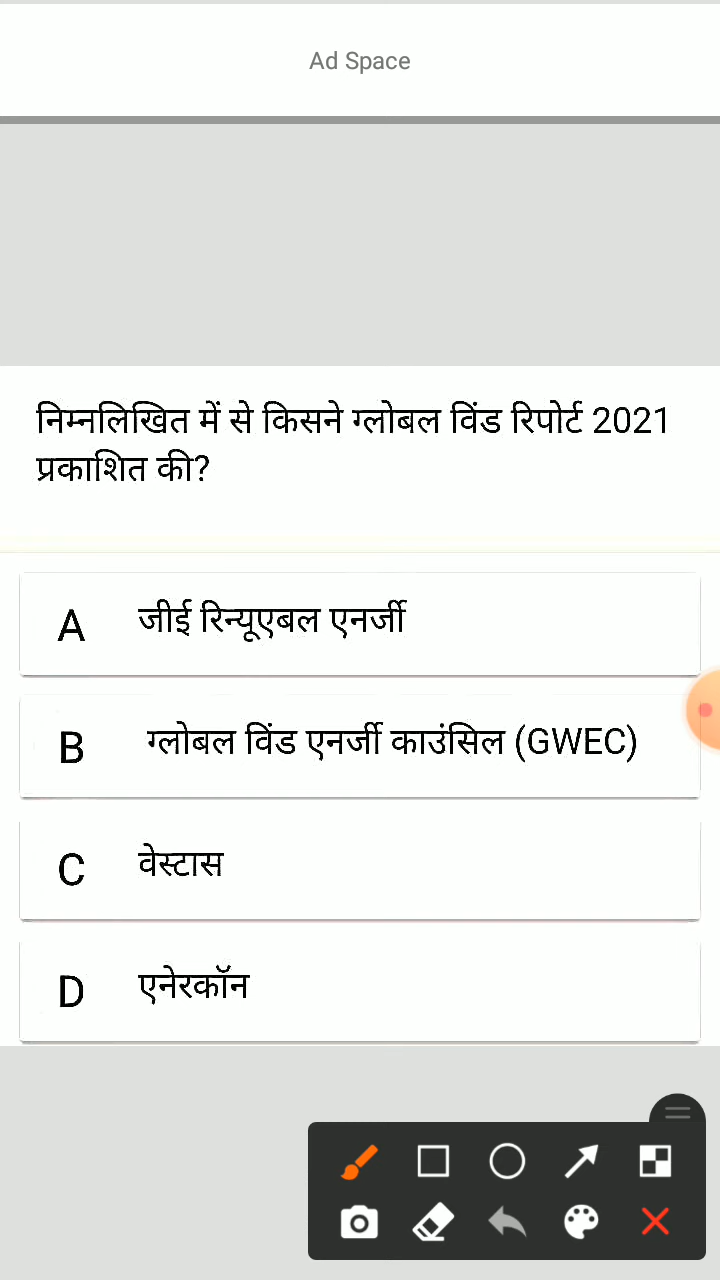 Ad Space
निम्नलिखित में से किसने ग्लोबल विंड रिपोर्ट 2021
प्रकाशित की?
A जीई रिन्यूएबल एनर्जी
B ग्लोबल विंड एनर्जी काउंसिल (GWEC)
C वेस्टास
D एनेरकॉन